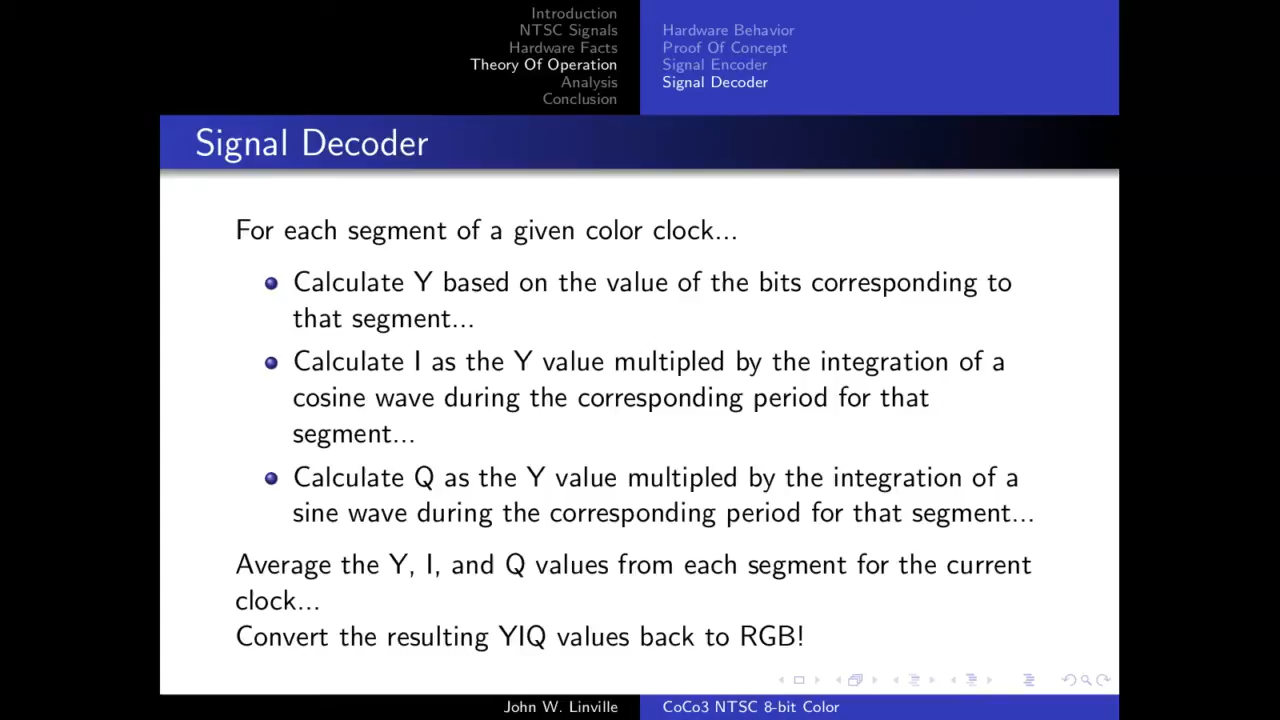 Introduction
NTSC Signals
Hardware Facts
Theory Of Operation
Analysis
Conclusion
Hardware Behavior
Proof Of Concept
Signal Encoder
Signal Decoder
Signal Decoder
For each segment of a given color clock...
Calculate Y based on the value of the bits corresponding to
that segment...
Calculate I as the Y value multipled by the integration of a
cosine wave during the corresponding period for that
segment...
Calculate Q as the Y value multipled by the integration of a
sine wave during the corresponding period for that segment...
Average the Y, I, and Q values from each segment for the current
clock...
Convert the resulting YIQ values back to RGB!
John W. Linville
CoCo3 NTSC 8-bit Color